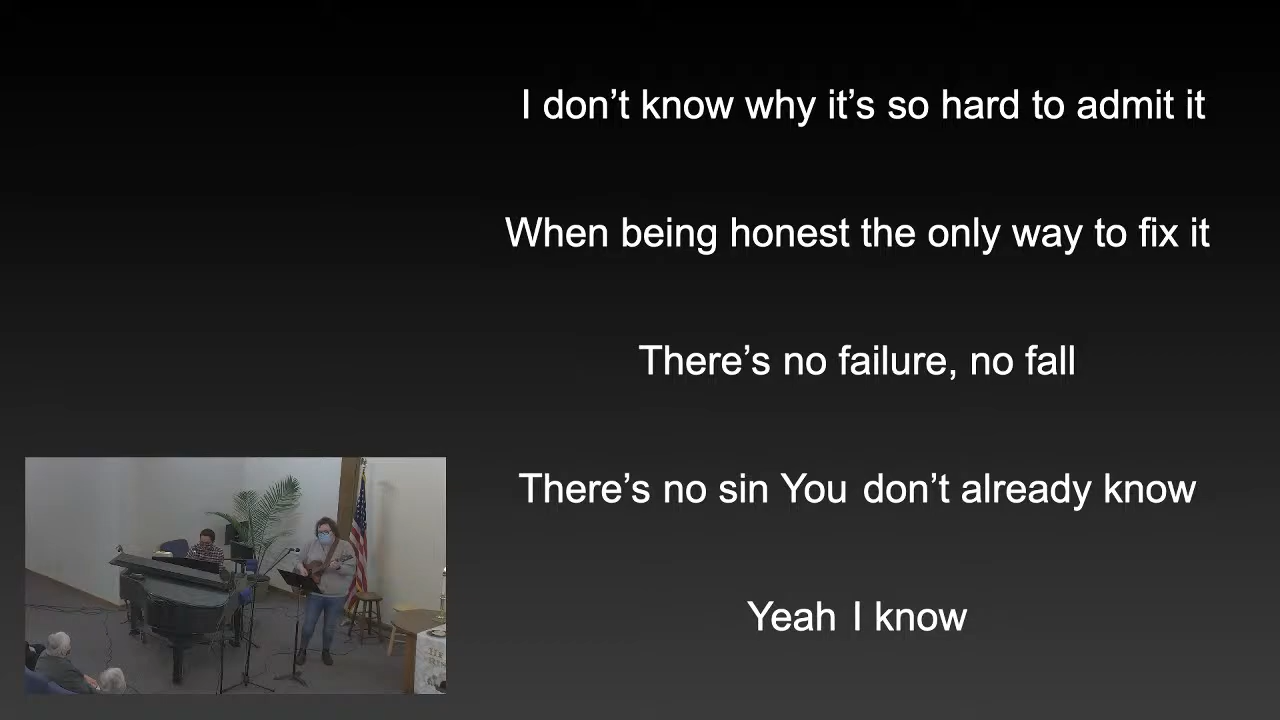 I don’t know why it’s so hard to admit it
When being honest the only way to fix it
There’s no failure, no fall
There’s no sin You don’t already know
Yeah I know